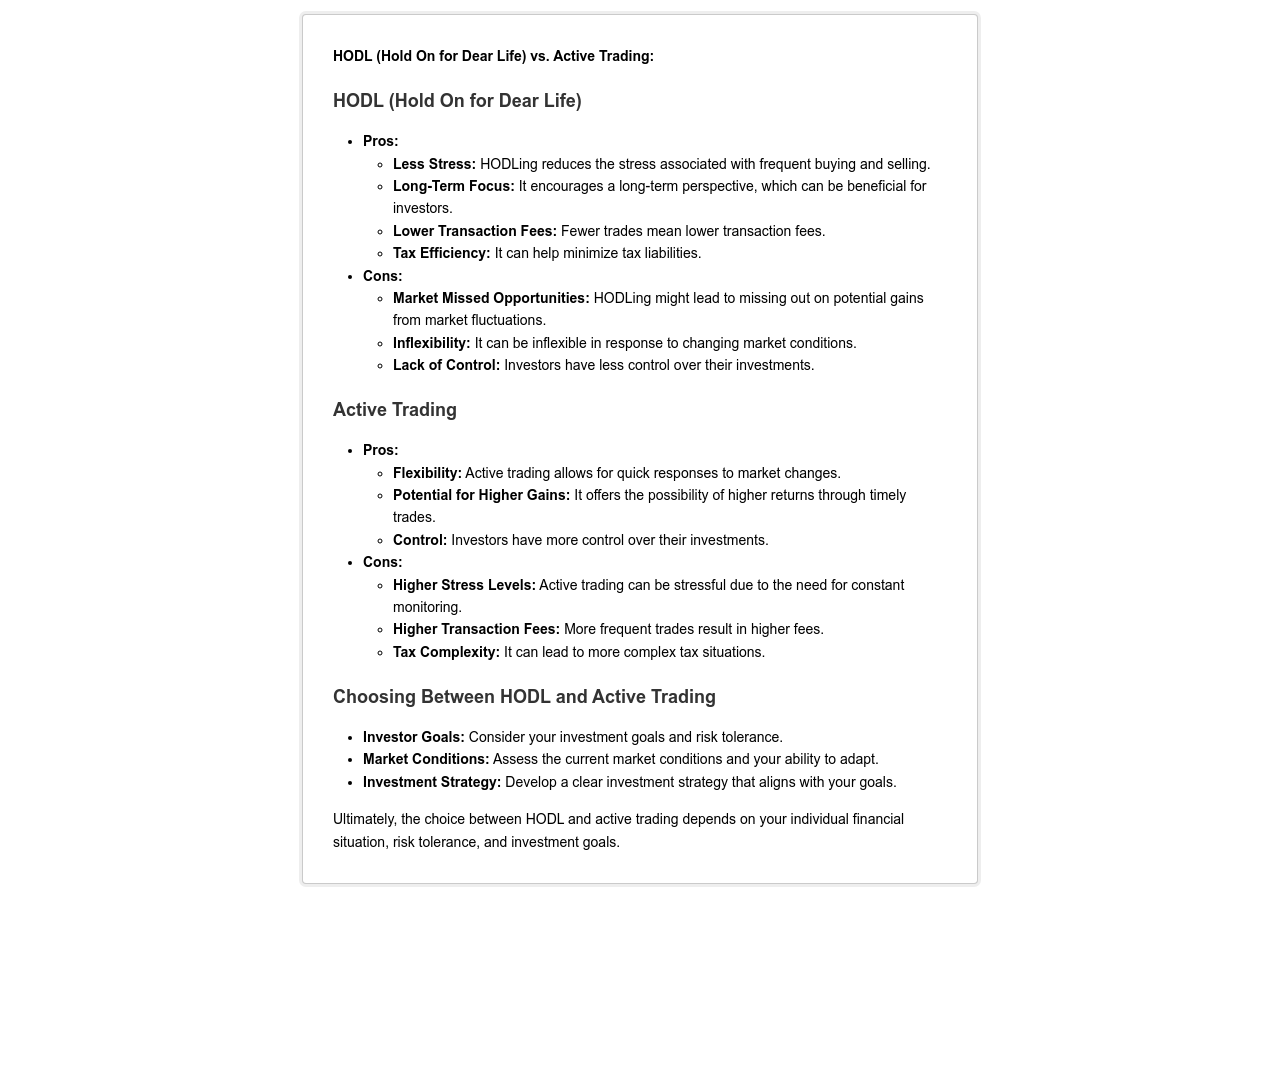 HODL (Hold On for Dear Life) vs. Active Trading:
HODL (Hold On for Dear Life)
Pros:
Less Stress: HODLing reduces the stress associated with frequent buying and selling.
Long-Term Focus: It encourages a long-term perspective, which can be beneficial for
investors.
Lower Transaction Fees: Fewer trades mean lower transaction fees.
Tax Efficiency: It can help minimize tax liabilities.
Cons:
Market Missed Opportunities: HODLing might lead to missing out on potential gains
from market fluctuations.
Inflexibility: It can be inflexible in response to changing market conditions.
Lack of Control: Investors have less control over their investments.
Active Trading
Pros:
Flexibility: Active trading allows for quick responses to market changes.
Potential for Higher Gains: It offers the possibility of higher returns through timely
trades.
Control: Investors have more control over their investments.
Cons:
Higher Stress Levels: Active trading can be stressful due to the need for constant
monitoring.
Higher Transaction Fees: More frequent trades result in higher fees.
Tax Complexity: It can lead to more complex tax situations.
Choosing Between HODL and Active Trading
Investor Goals: Consider your investment goals and risk tolerance.
Market Conditions: Assess the current market conditions and your ability to adapt.
Investment Strategy: Develop a clear investment strategy that aligns with your goals.
Ultimately, the choice between HODL and active trading depends on your individual financial
situation, risk tolerance, and investment goals.